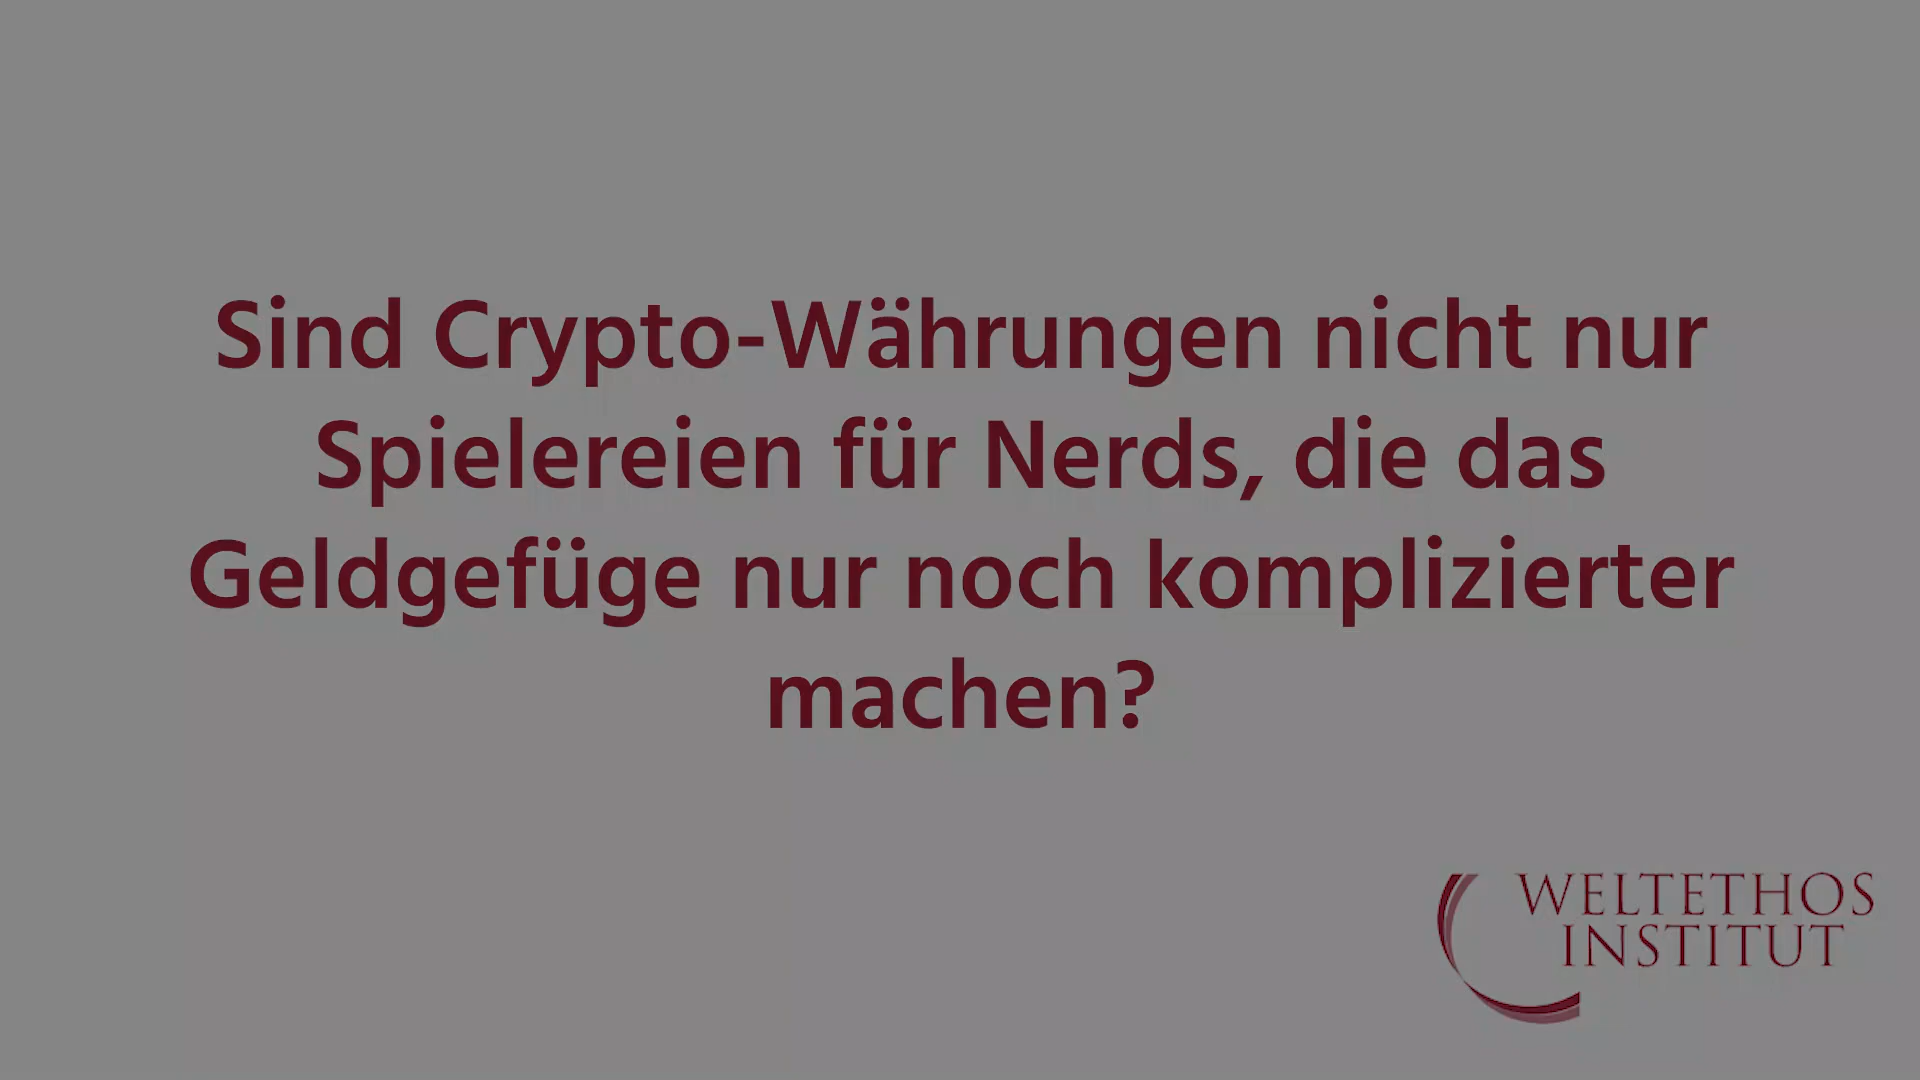 Sind Crypto-Währungen nicht nur
Spielereien für Nerds, die das
Geldgefüge nur noch komplizierter
machen?
WELTETHOS
INSTITUT